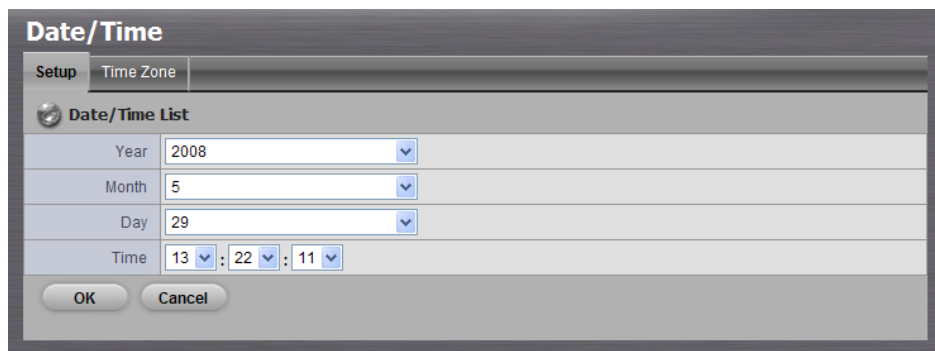 Date/Time
Setup Time Zone
Date/Time List
Year 2008
Month 5
Day 29
Time 13 : 22 : 11
OK Cancel